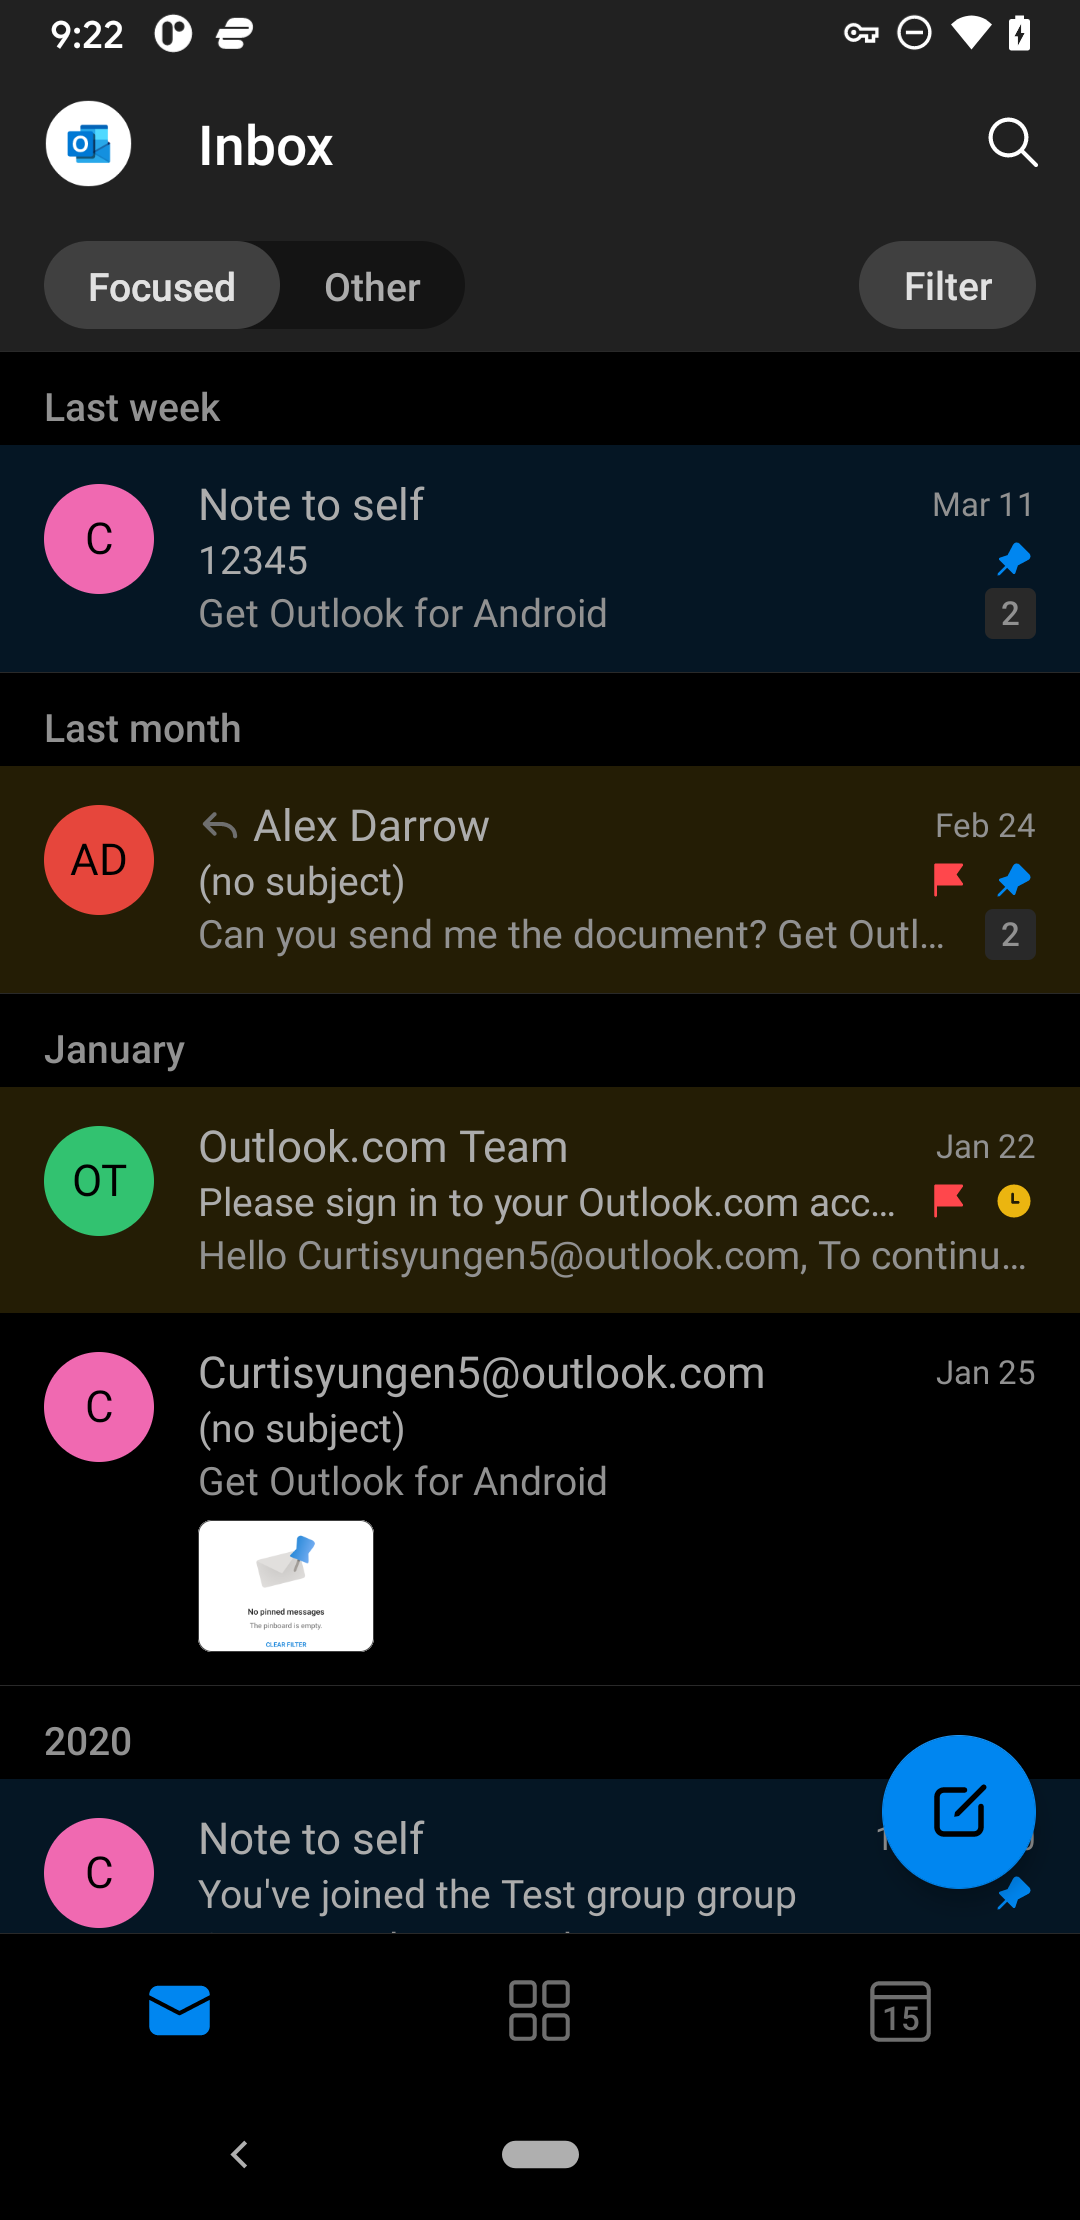 9:22
Inbox
Focused
Other
Filter
Last week
C
Note to self
Mar 11
12345
Get Outlook for Android
2
Last month
AD
Alex Darrow
Feb 24
(no subject)
Can you send me the document? Get Outl...
2
January
OT
Outlook.com Team
Jan 22
Please sign in to your Outlook.com acc...
Hello Curtisyungen5@outlook.com, To continu...
C
Curtisyungen5@outlook.com
Jan 25
(no subject)
Get Outlook for Android
No pinned messages
The pinboard is empty.
CLEAR FILTER
2020
C
Note to self
You've joined the Test group group
15